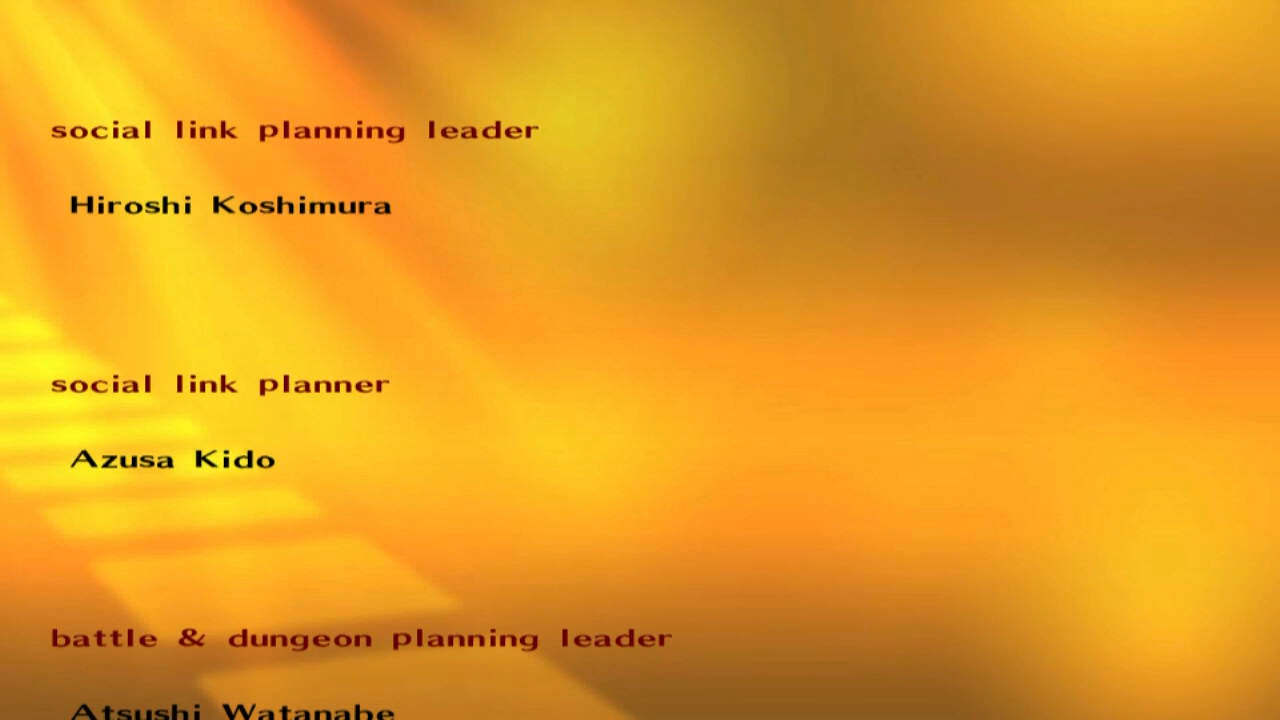 social link planning leader
Hiroshi Koshimura
social link planner
Azusa Kido
battle & dungeon planning leader
Atsushi Watanabe